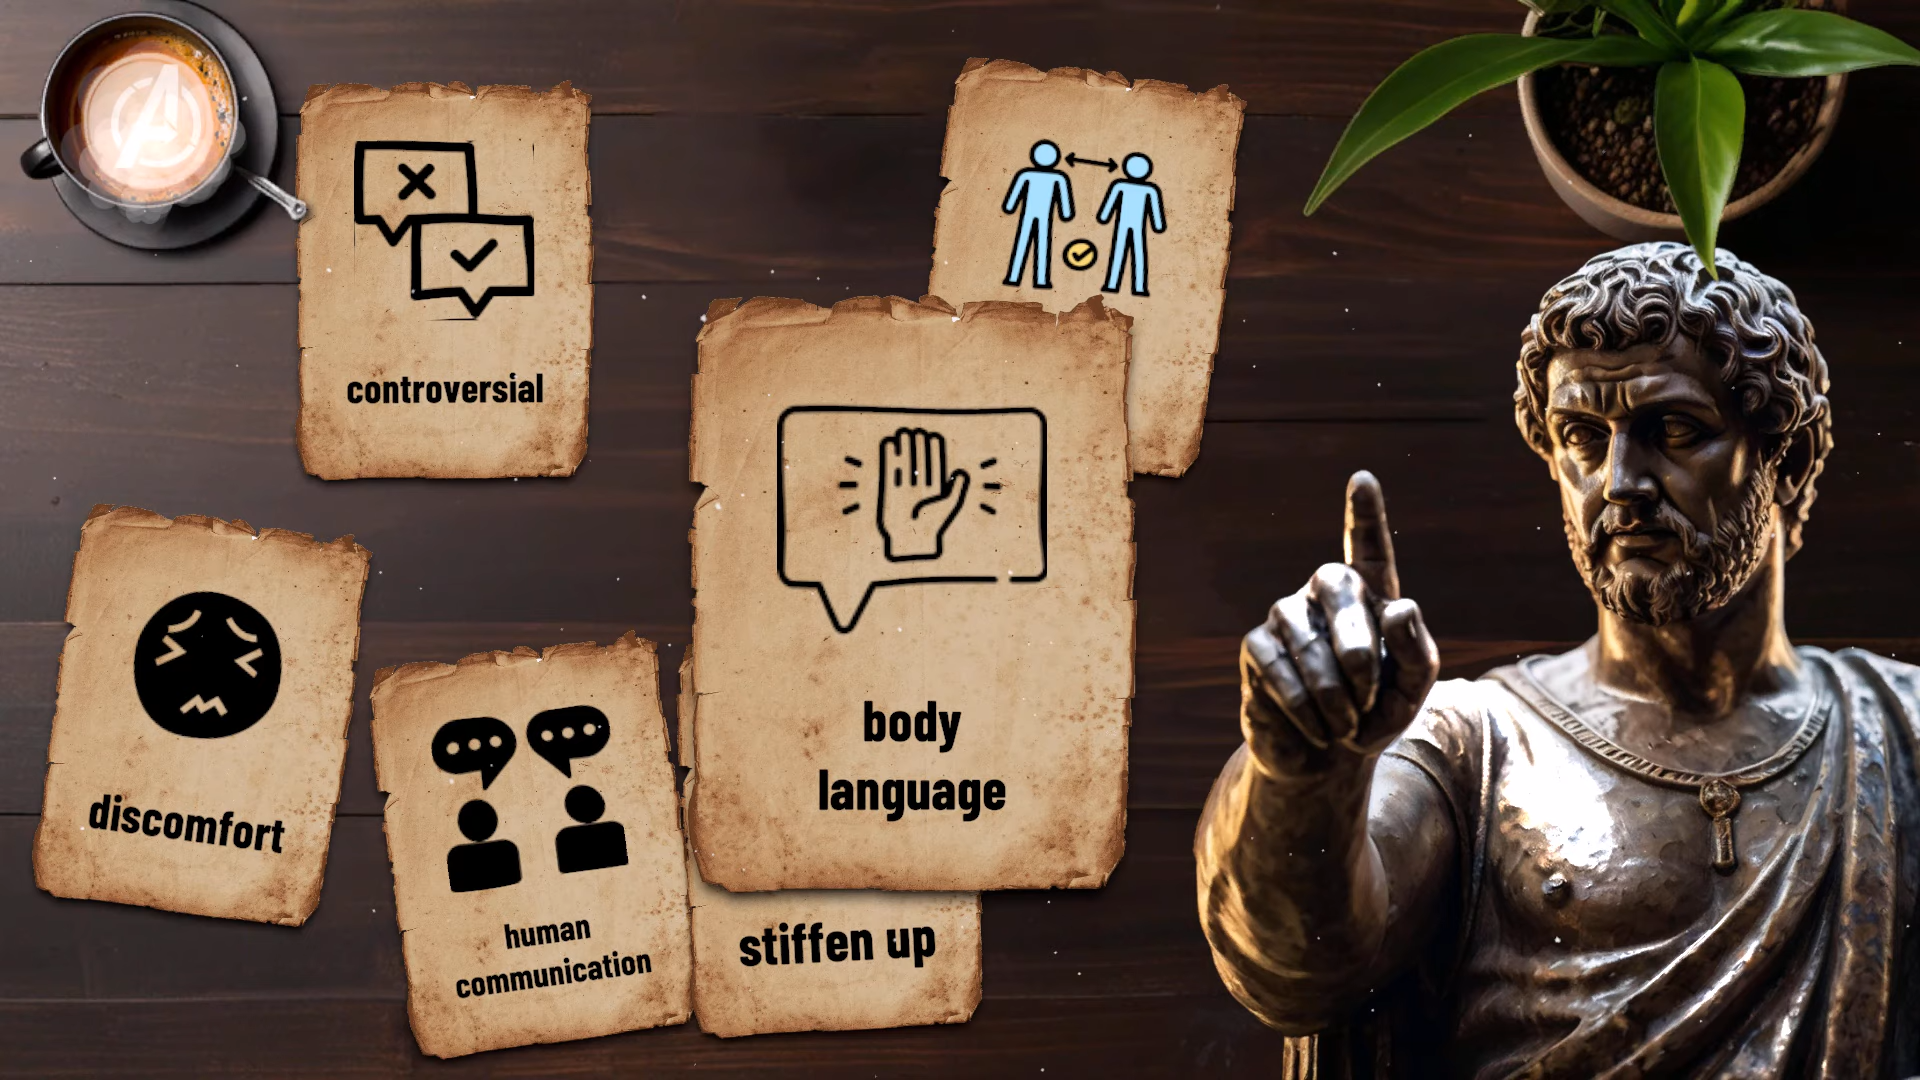 controversial
discomfort
human
communication
body
language
stiffen up